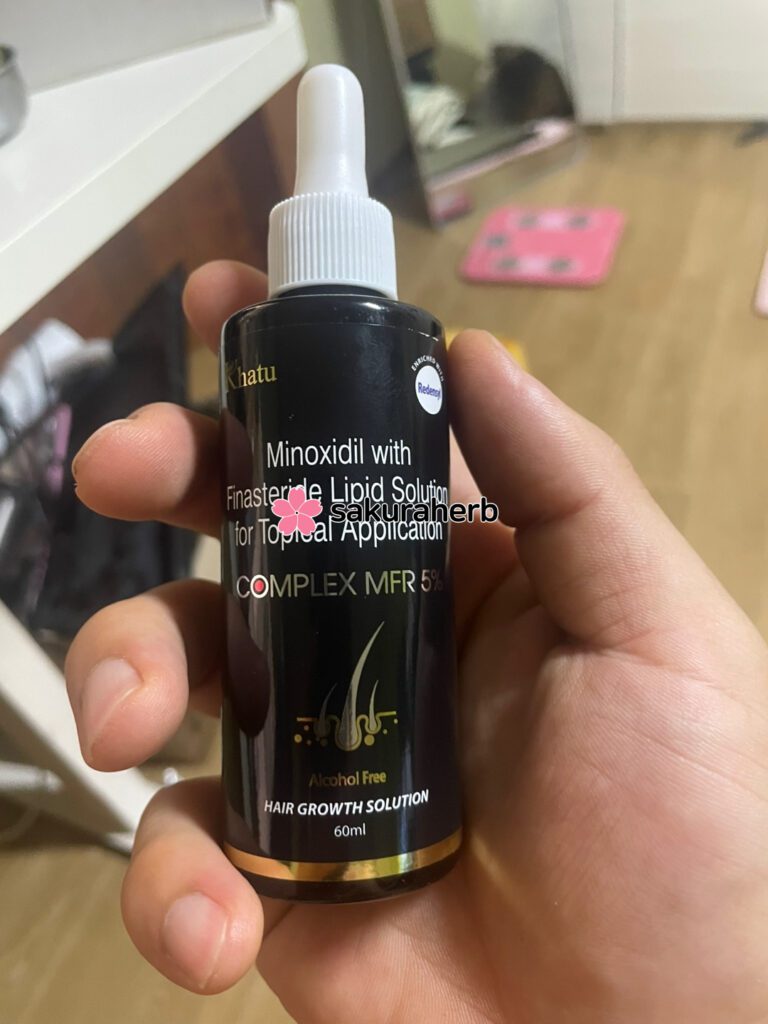 Khatu
ENRICHED WITH
Redensyl
Minoxidil with
Finasteride Lipid Solution
for Topical Application
sakuraherb
COMPLEX MFR 5%
Alcohol Free
HAIR GROWTH SOLUTION
60ml